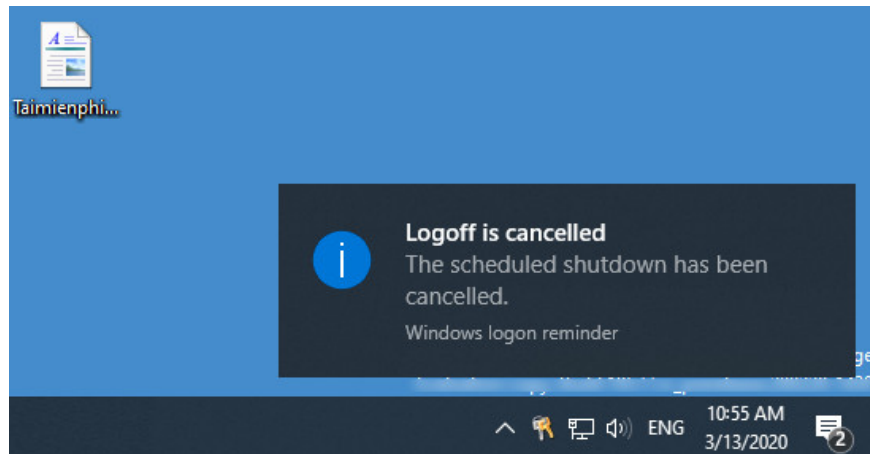 Taimienphi...
Logoff is cancelled
The scheduled shutdown has been
cancelled.
Windows logon reminder
ENG
10:55 AM
3/13/2020
2